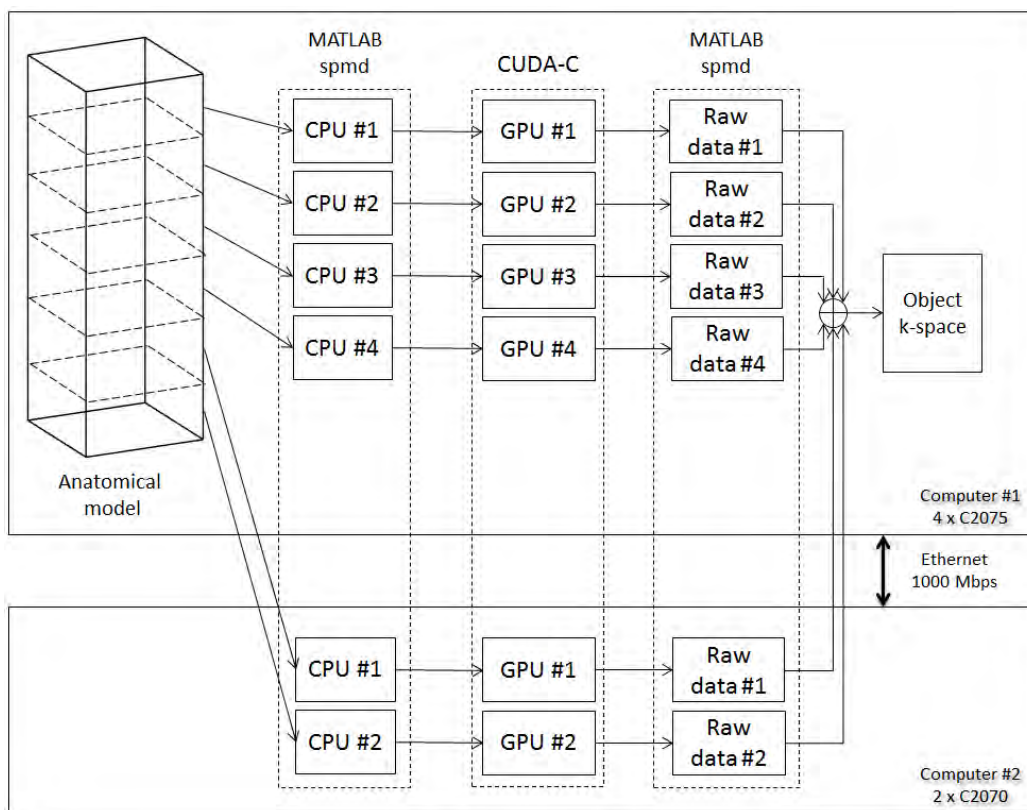 MATLAB
spmd
CUDA-C
MATLAB
spmd
CPU #1
GPU #1
Raw
data #1
CPU #2
GPU #2
Raw
data #2
CPU #3
GPU #3
Raw
data #3
CPU #4
GPU #4
Raw
data #4
Object
k-space
Anatomical
model
Computer #1
4 x C2075
Ethernet
1000 Mbps
CPU #1
GPU #1
Raw
data #1
CPU #2
GPU #2
Raw
data #2
Computer #2
2 x C2070